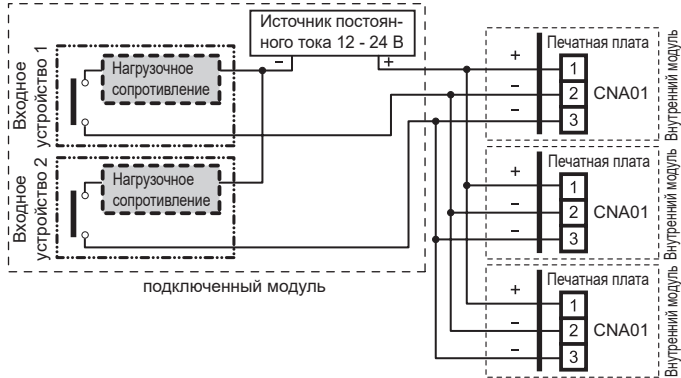 Источник постоян-
ного тока 12 - 24 В
– +
Входное
устройство 1
Нагрузочное
сопротивление
Входное
устройство 2
Нагрузочное
сопротивление
подключенный модуль
Печатная плата
+ 1
– 2 CNA01
– 3
Внутренний модуль
Печатная плата
+ 1
– 2 CNA01
– 3
Внутренний модуль
Печатная плата
+ 1
– 2 CNA01
– 3
Внутренний модуль